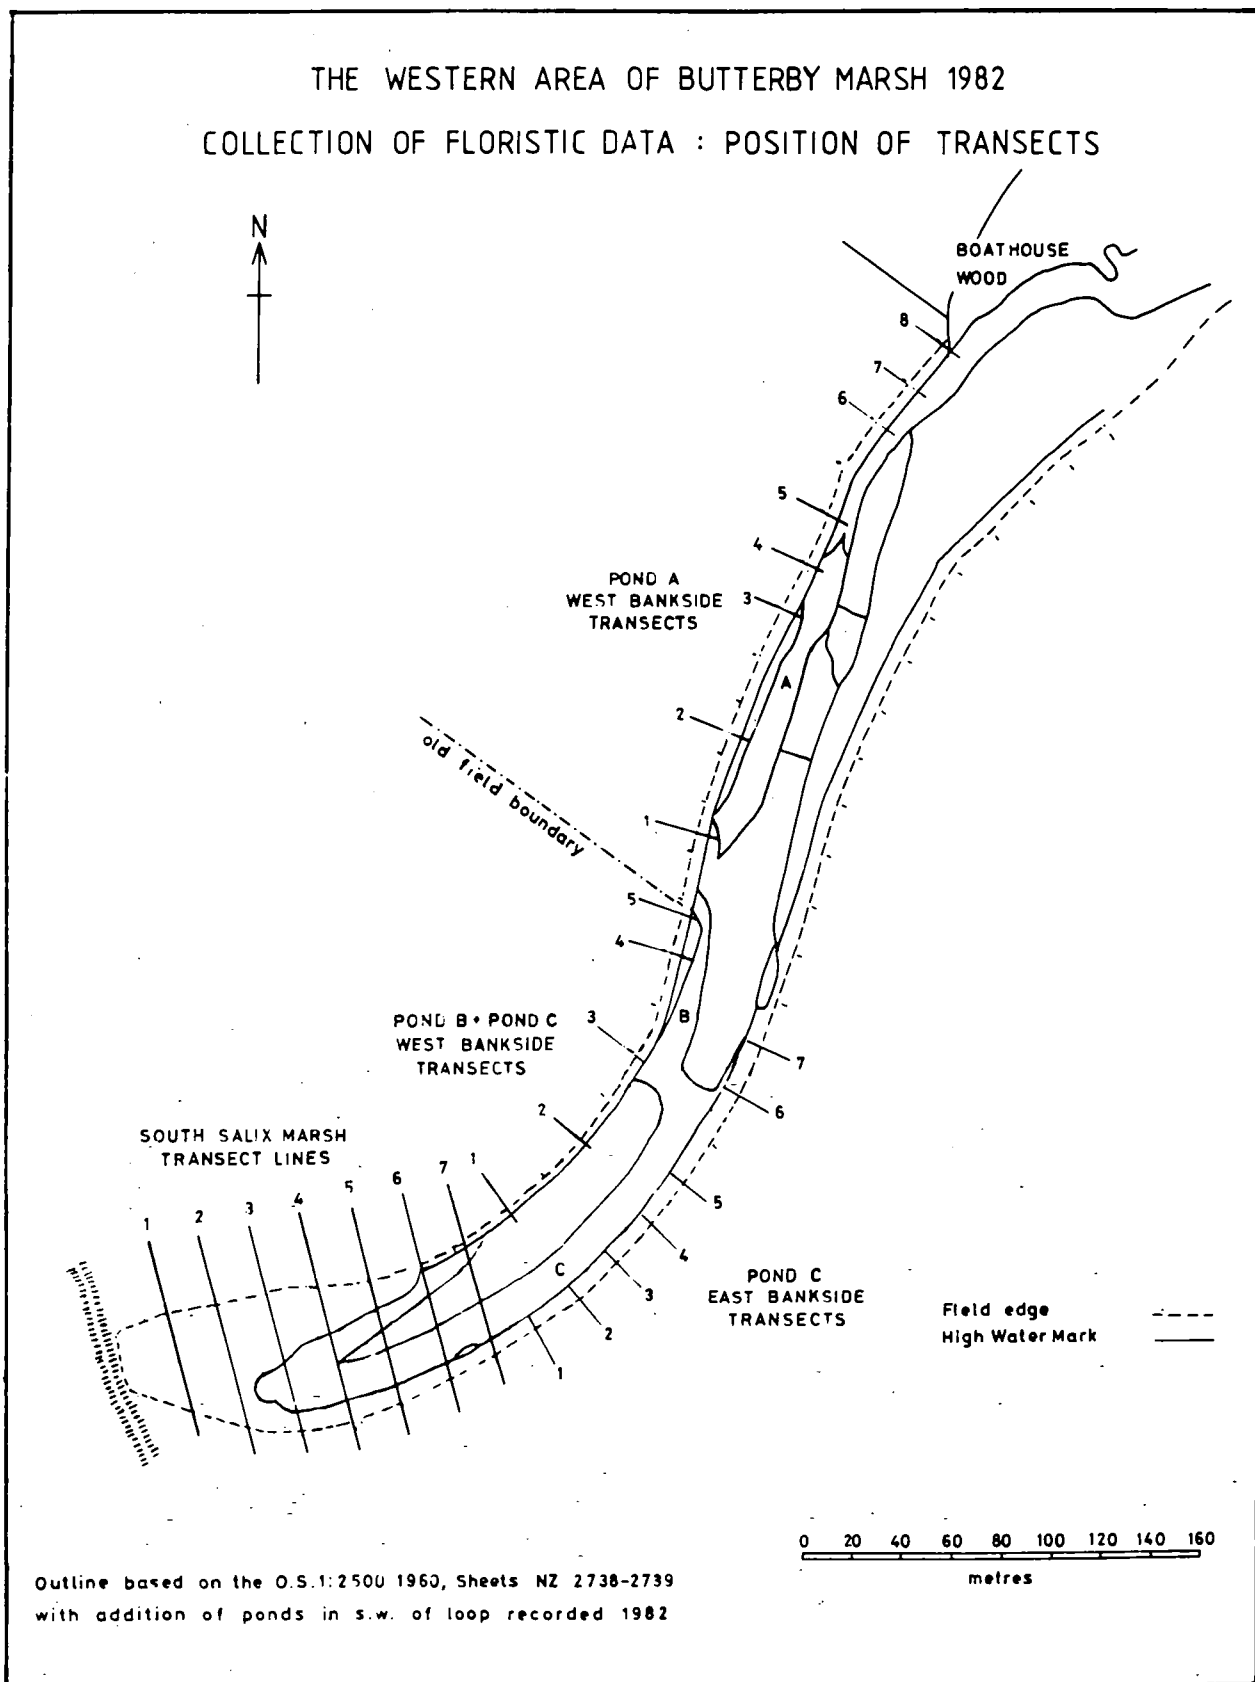 THE WESTERN AREA OF BUTTERBY MARSH 1982
COLLECTION OF FLORISTIC DATA : POSITION OF TRANSECTS
N
BOATHOUSE
WOOD
8
7
6
5
4
3
2
1
POND A
WEST BANKSIDE
TRANSECTS
A
old field boundary
5
4
3
2
1
B
POND B + POND C
WEST BANKSIDE
TRANSECTS
7
6
5
4
3
2
1
C
POND C
EAST BANKSIDE
TRANSECTS
SOUTH SALIX MARSH
TRANSECT LINES
1
2
3
4
5
6
7
Field edge
High Water Mark
0 20 40 60 80 100 120 140 160
metres
Outline based on the O.S.1:2500 1960, Sheets NZ 2738-2739
with addition of ponds in s.w. of loop recorded 1982